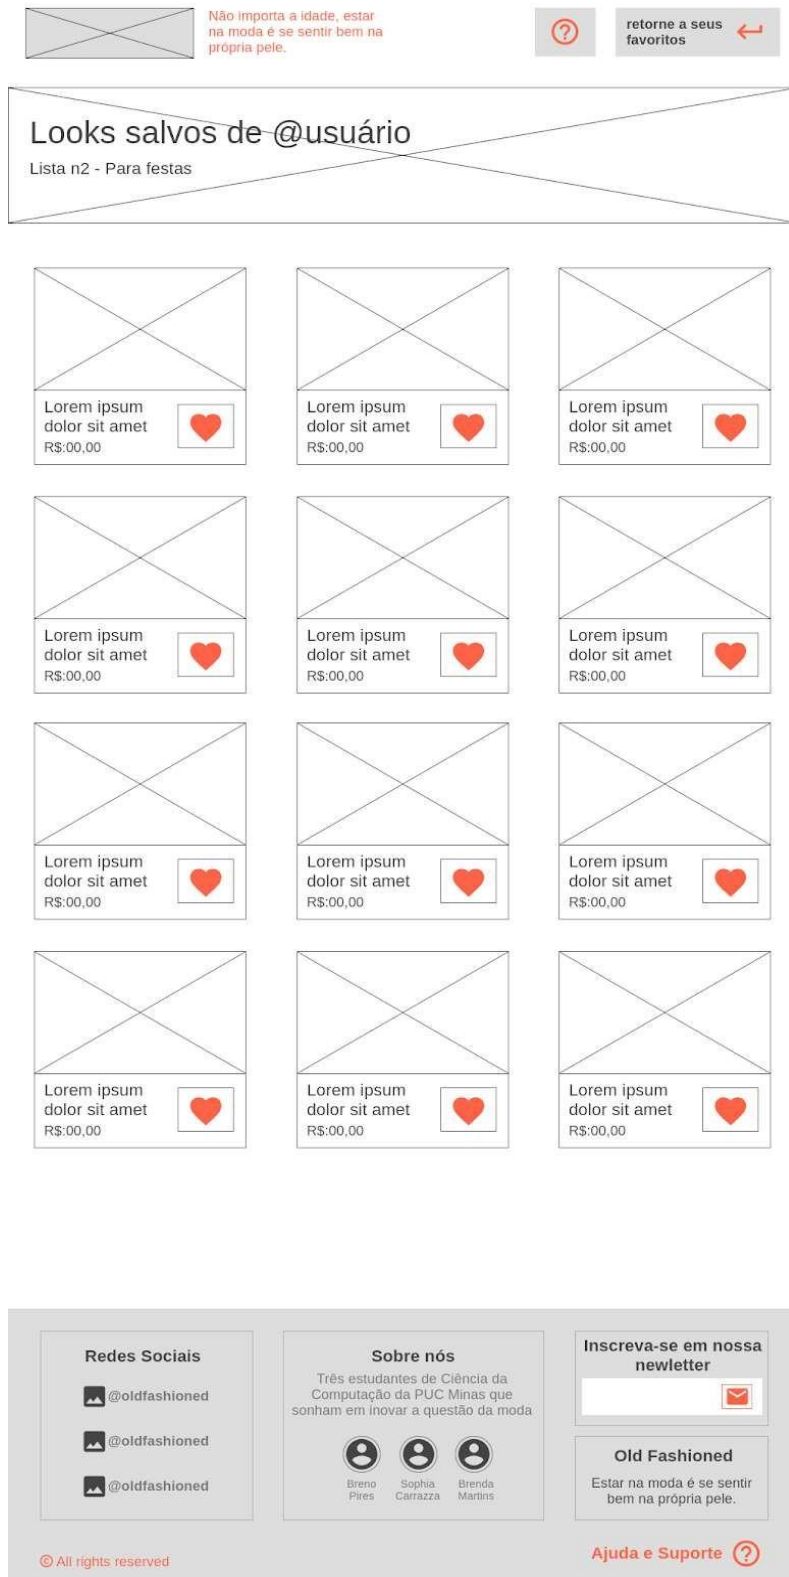 Não importa a idade, estar
na moda é se sentir bem na
própria pele.
retorne a seus
favoritos
Looks salvos de @usuário
Lista n2 - Para festas
Lorem ipsum
dolor sit amet
R$:00,00
Lorem ipsum
dolor sit amet
R$:00,00
Lorem ipsum
dolor sit amet
R$:00,00
Lorem ipsum
dolor sit amet
R$:00,00
Lorem ipsum
dolor sit amet
R$:00,00
Lorem ipsum
dolor sit amet
R$:00,00
Lorem ipsum
dolor sit amet
R$:00,00
Lorem ipsum
dolor sit amet
R$:00,00
Lorem ipsum
dolor sit amet
R$:00,00
Lorem ipsum
dolor sit amet
R$:00,00
Lorem ipsum
dolor sit amet
R$:00,00
Lorem ipsum
dolor sit amet
R$:00,00
Redes Sociais
@oldfashioned
@oldfashioned
@oldfashioned
Sobre nós
Três estudantes de Ciência da
Computação da PUC Minas que
sonham em inovar a questão da moda
Breno
Pires
Sophia
Carrazza
Brenda
Martins
Inscreva-se em nossa
newletter
Old Fashioned
Estar na moda é se sentir
bem na própria pele.
© All rights reserved
Ajuda e Suporte